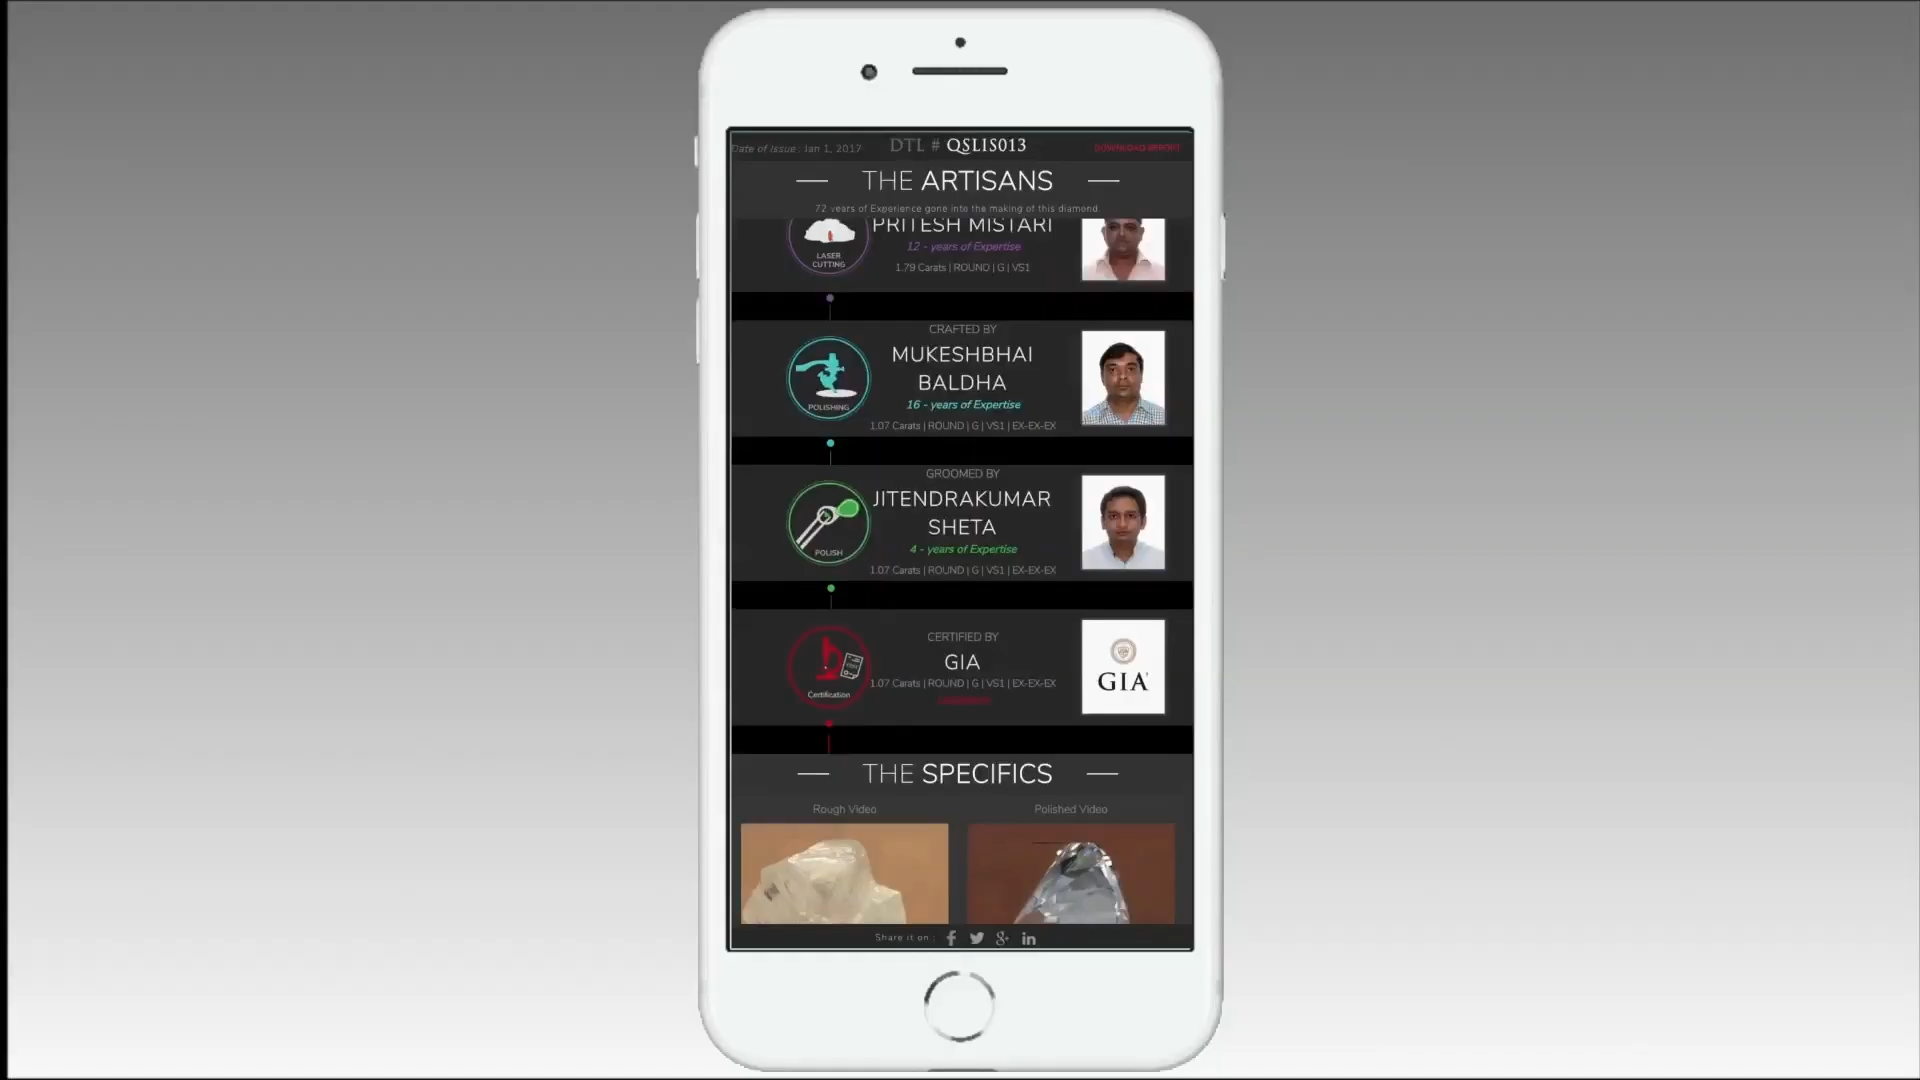 Date of Issue : Jan 1, 2017
DTL # QSLIS013
DOWNLOAD REPORT
THE ARTISANS
72 years of Experience gone into the making of this diamond.
LASER
CUTTING
PRITESH MISTARI
12 - years of Expertise
1.79 Carats | ROUND | G | VS1
POLISHING
CRAFTED BY
MUKESHBHAI
BALDHA
16 - years of Expertise
1.07 Carats | ROUND | G | VS1 | EX-EX-EX
POLISH
GROOMED BY
JITENDRAKUMAR
SHETA
4 - years of Expertise
1.07 Carats | ROUND | G | VS1 | EX-EX-EX
Certification
CERTIFIED BY
GIA
1.07 Carats | ROUND | G | VS1 | EX-EX-EX
GIA
THE SPECIFICS
Rough Video
Polished Video
Share it on :